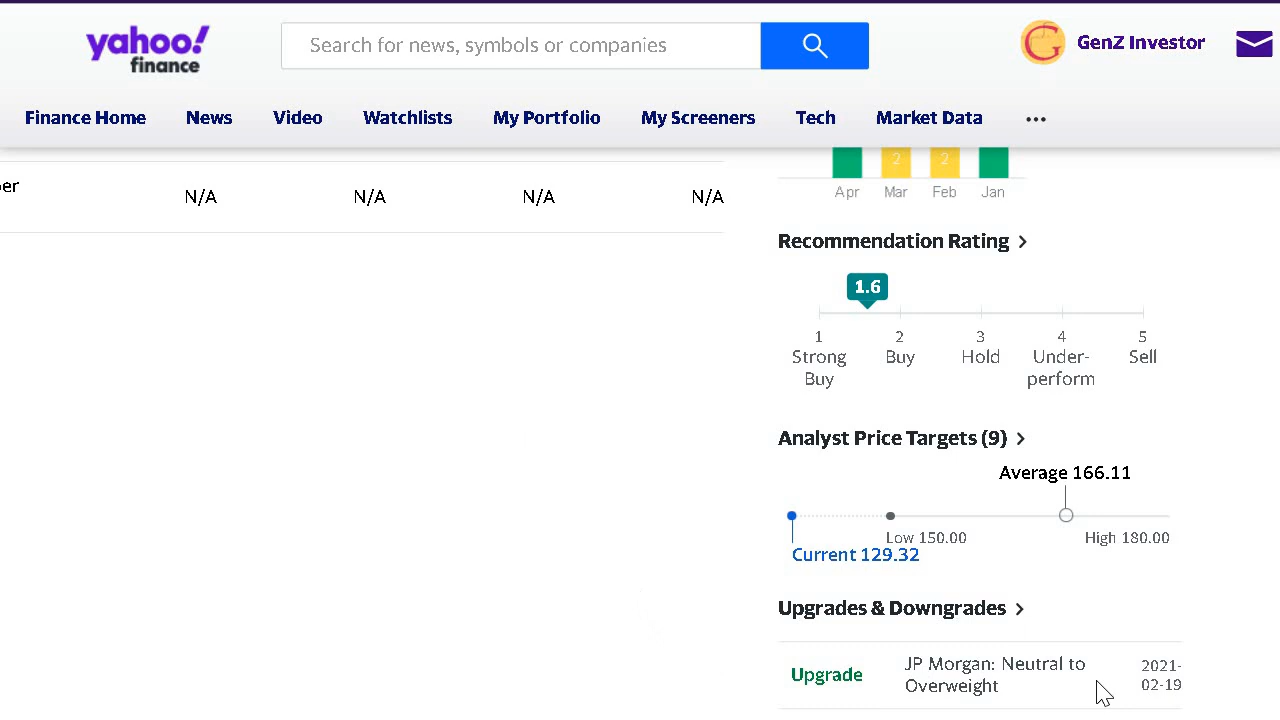 yahoo!
finance
Search for news, symbols or companies
GenZ Investor
Finance Home News Video Watchlists My Portfolio My Screeners Tech Market Data ...
2 2
Apr Mar Feb Jan
er N/A N/A N/A N/A
Recommendation Rating >
1.6
1 2 3 4 5
Strong Buy Hold Under- Sell
Buy perform
Analyst Price Targets (9) >
Average 166.11
Low 150.00 High 180.00
Current 129.32
Upgrades & Downgrades >
Upgrade JP Morgan: Neutral to 2021-
Overweight 02-19